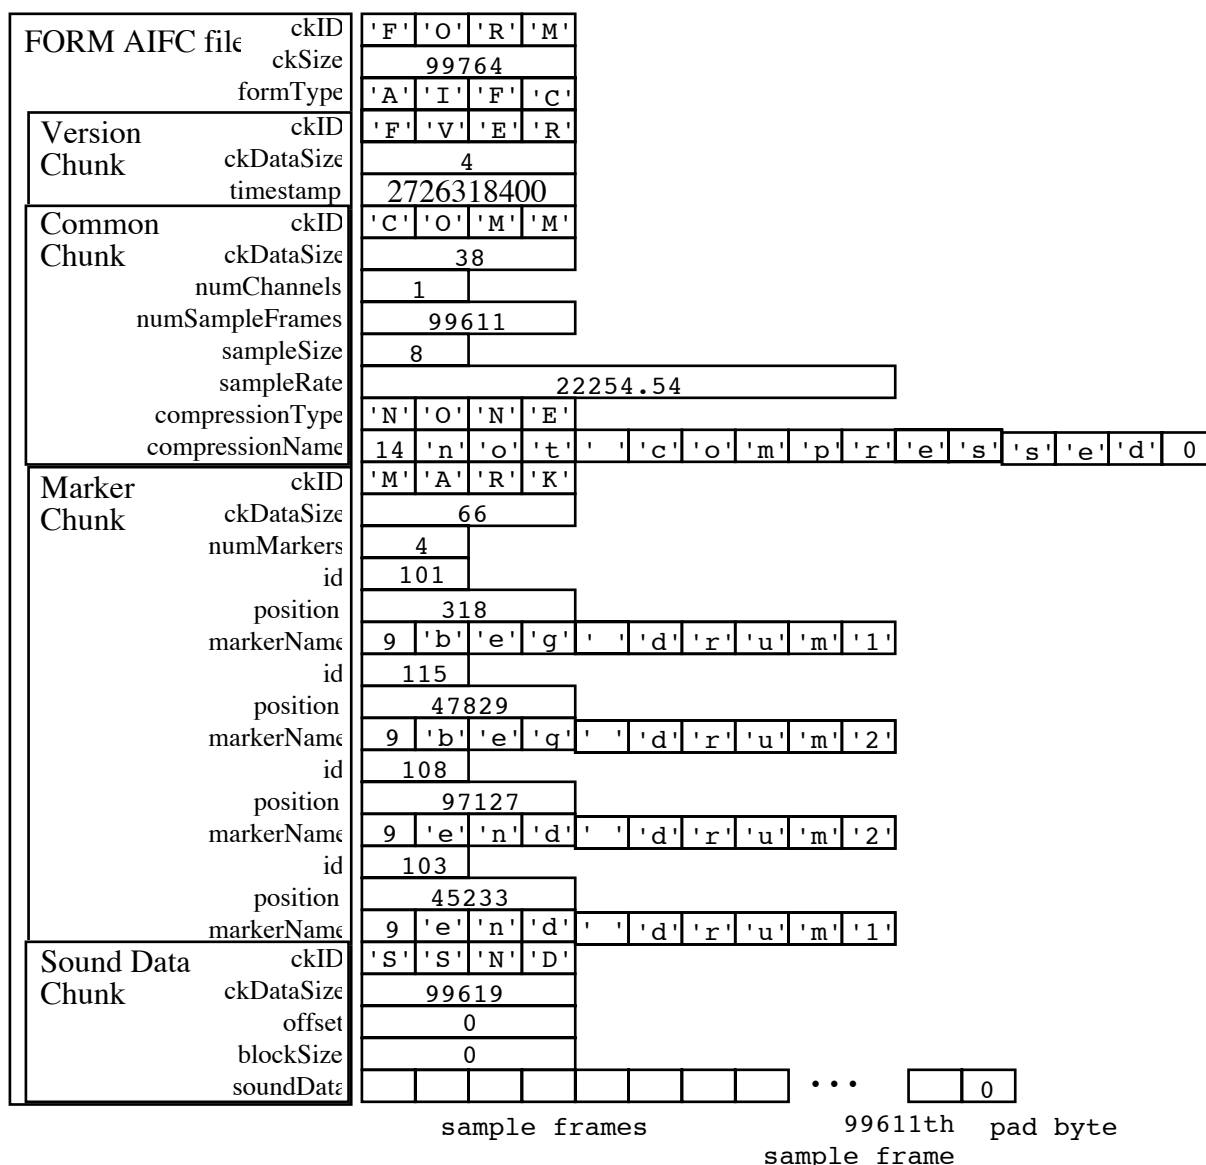 FORM AIFC file ckID 'F' 'O' 'R' 'M'
ckSize 99764
formType 'A' 'I' 'F' 'C'
Version ckID 'F' 'V' 'E' 'R'
Chunk ckDataSize 4
timestamp 2726318400
Common ckID 'C' 'O' 'M' 'M'
Chunk ckDataSize 38
numChannels 1
numSampleFrames 99611
sampleSize 8
sampleRate 22254.54
compressionType 'N' 'O' 'N' 'E'
compressionName 14 'n' 'o' 't' ' ' 'c' 'o' 'm' 'p' 'r' 'e' 's' 's' 'e' 'd' 0
Marker ckID 'M' 'A' 'R' 'K'
Chunk ckDataSize 66
numMarkers 4
id 101
position 318
markerName 9 'b' 'e' 'g' ' ' 'd' 'r' 'u' 'm' '1'
id 115
position 47829
markerName 9 'b' 'e' 'g' ' ' 'd' 'r' 'u' 'm' '2'
id 108
position 97127
markerName 9 'e' 'n' 'd' ' ' 'd' 'r' 'u' 'm' '2'
id 103
position 45233
markerName 9 'e' 'n' 'd' ' ' 'd' 'r' 'u' 'm' '1'
Sound Data ckID 'S' 'S' 'N' 'D'
Chunk ckDataSize 99619
offset 0
blockSize 0
soundData ••• 0
sample frames 99611th pad byte
sample frame